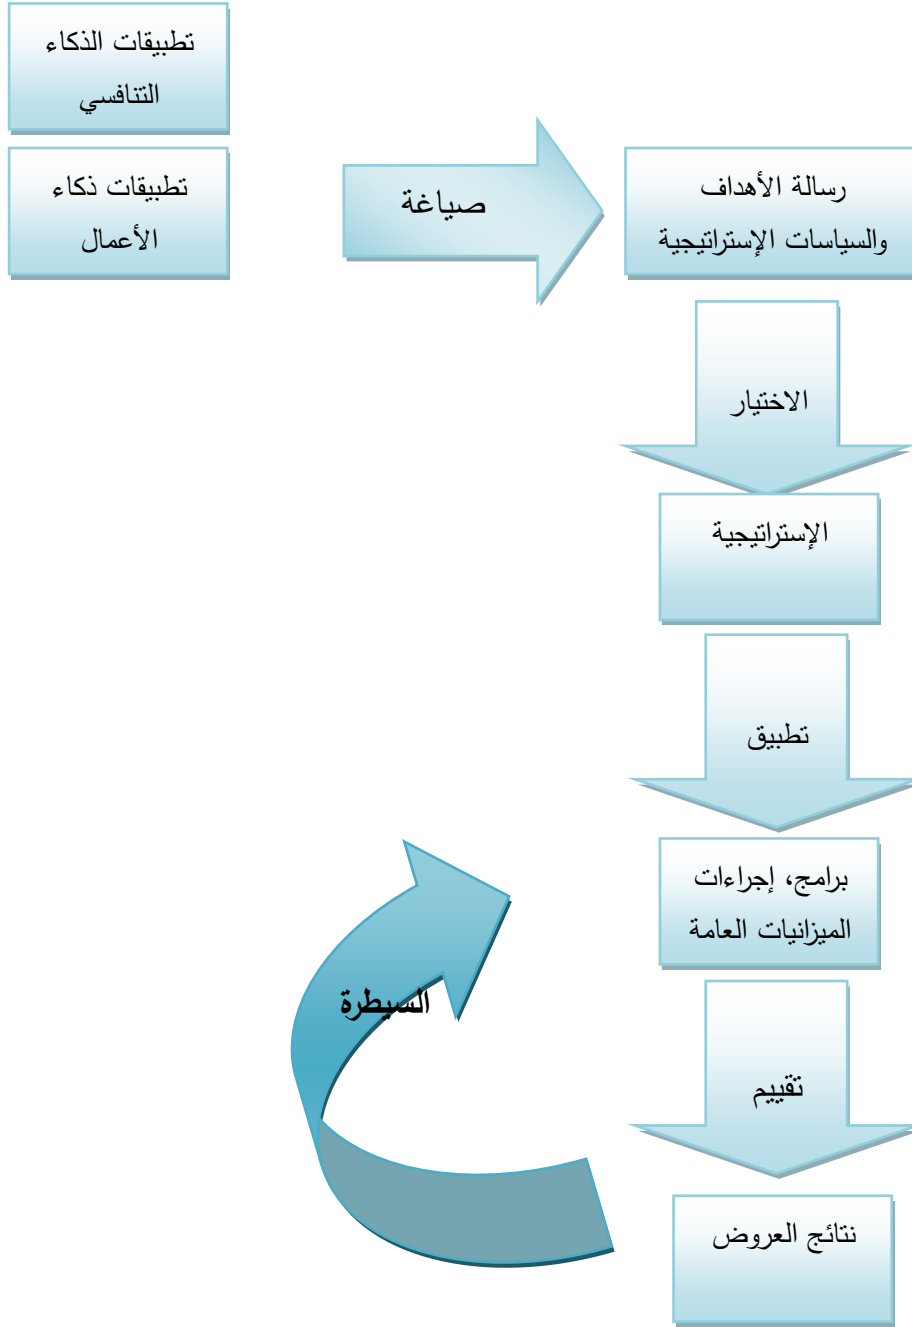 تطبيقات الذكاء
التنافسي
تطبيقات ذكاء
الأعمال
صياغة
رسالة الأهداف
والسياسات الإستراتيجية
الاختيار
الإستراتيجية
تطبيق
برامج، إجراءات
الميزانيات العامة
السيطرة
تقييم
نتائج العروض